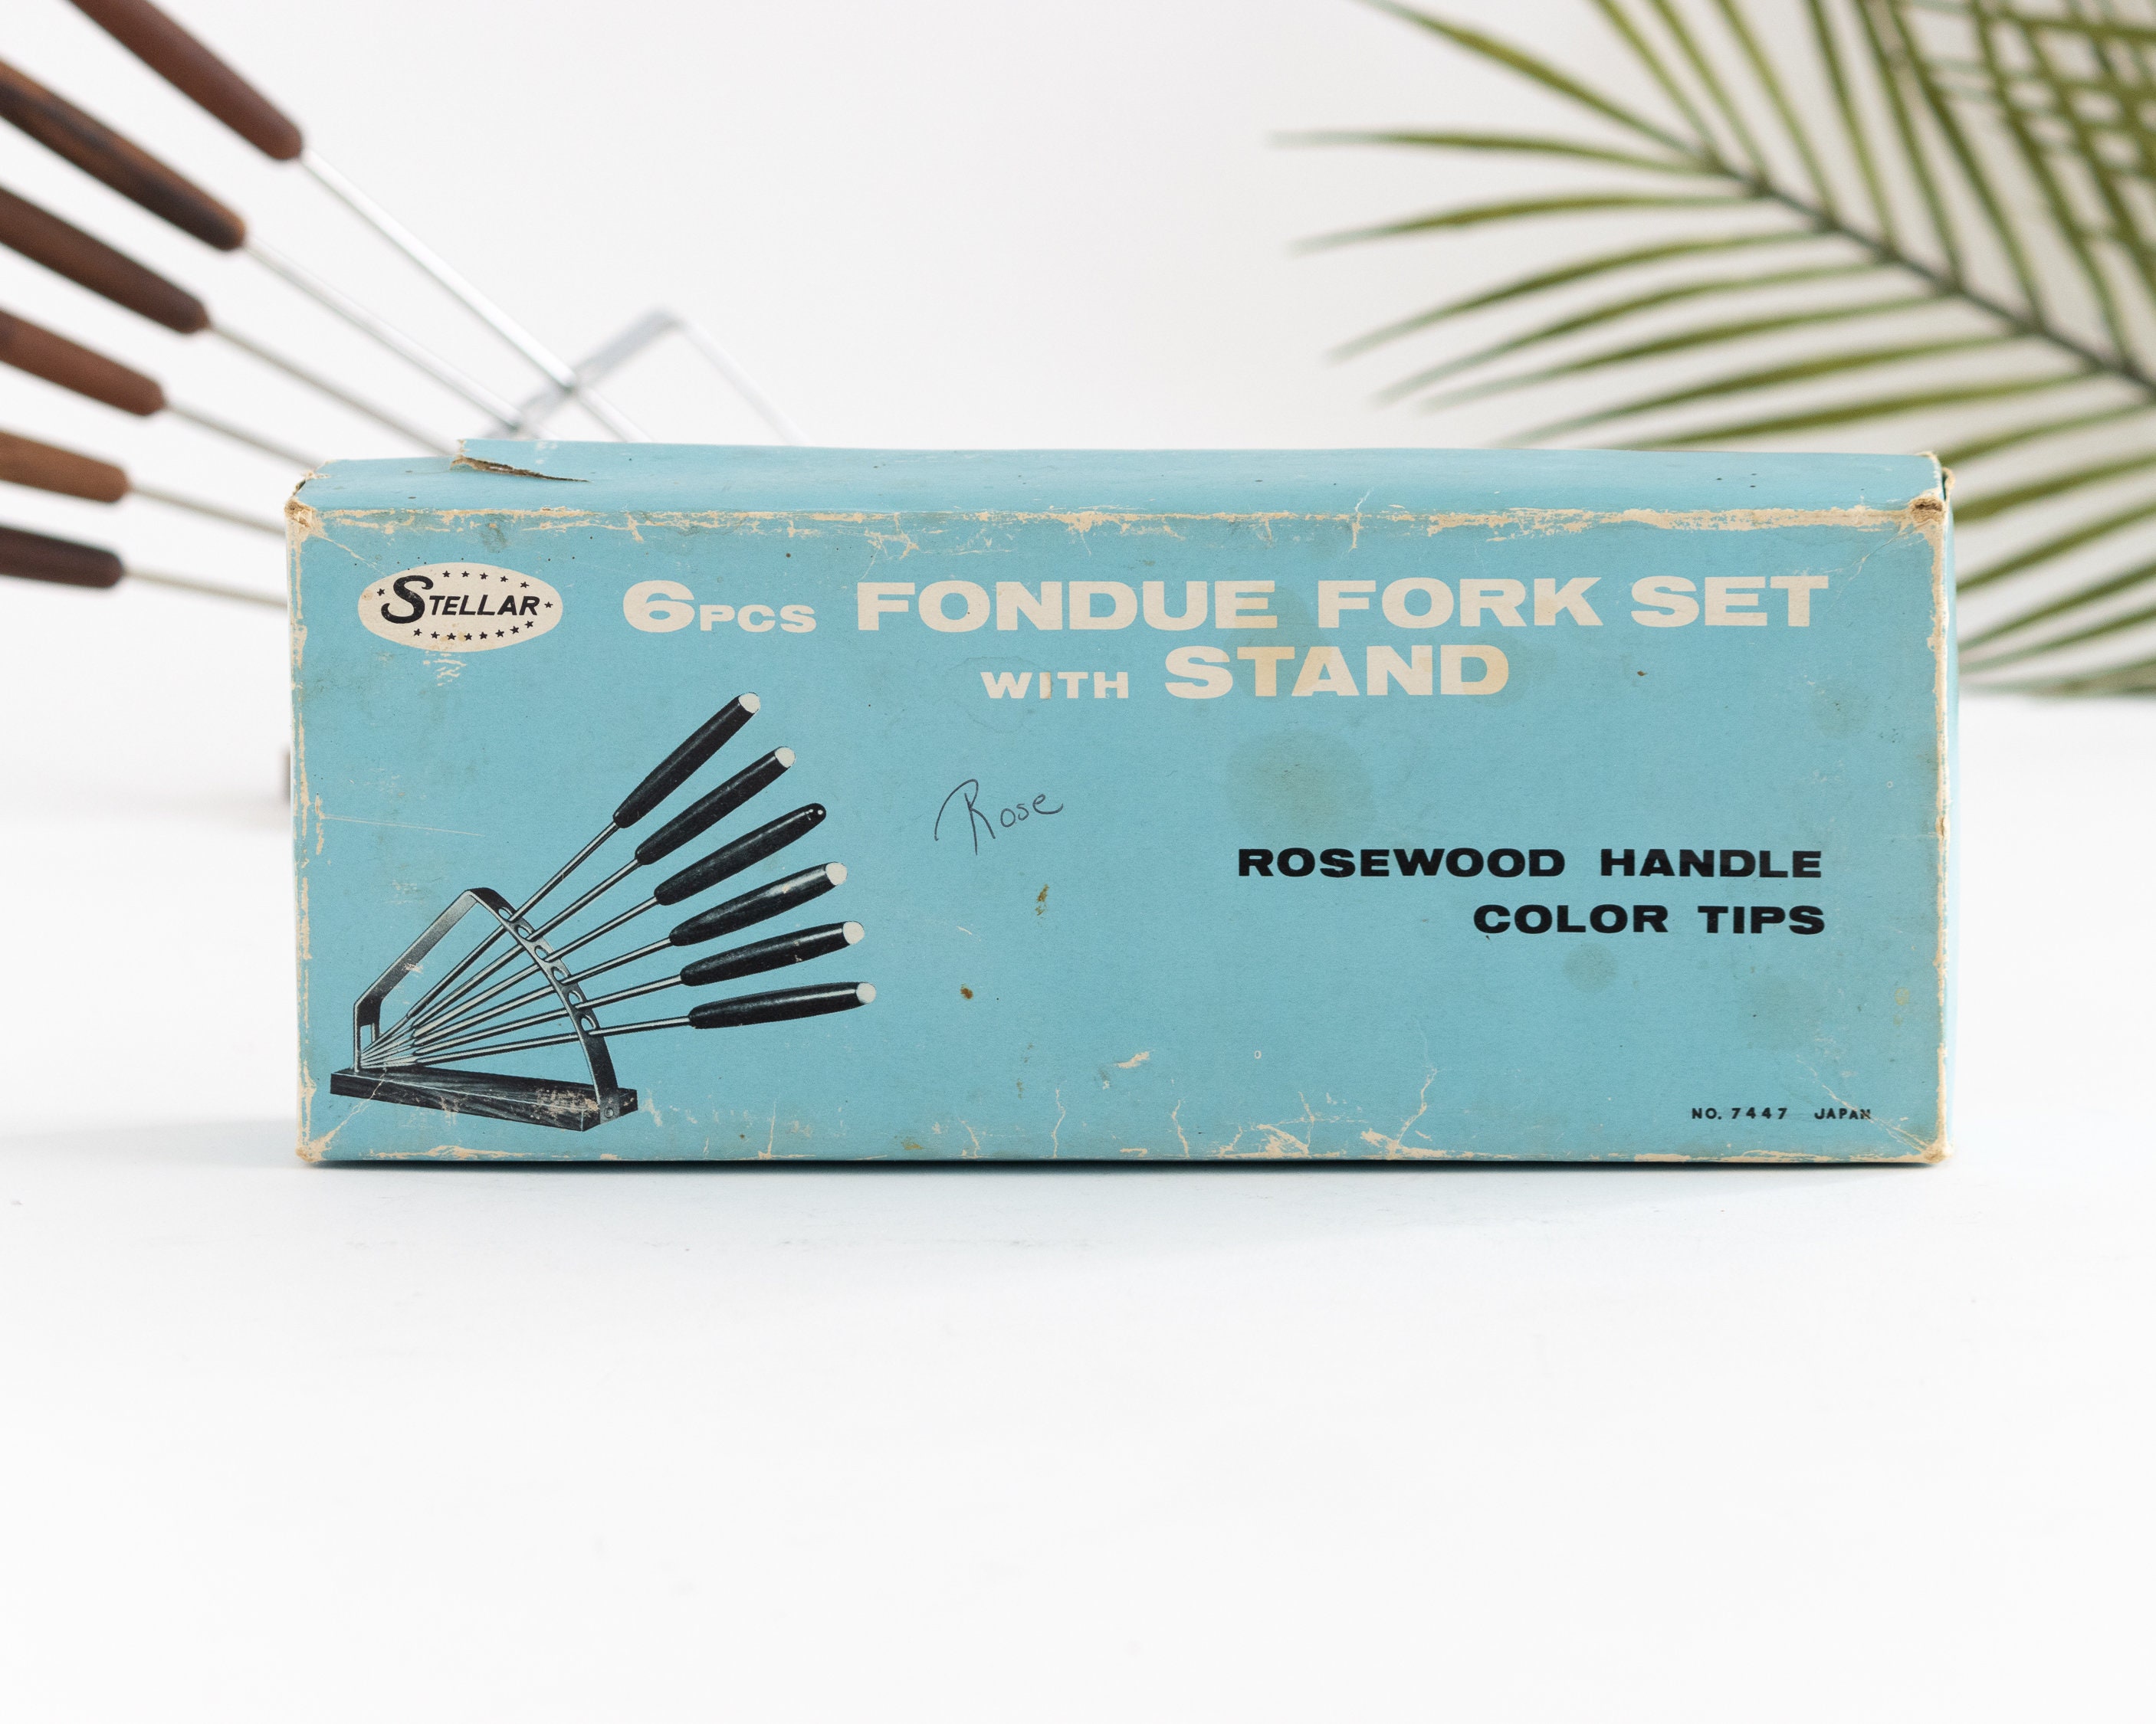 STELLAR
6PCS FONDUE FORK SET
WITH STAND
Rose
ROSEWOOD HANDLE
COLOR TIPS
NO. 7447 JAPAN